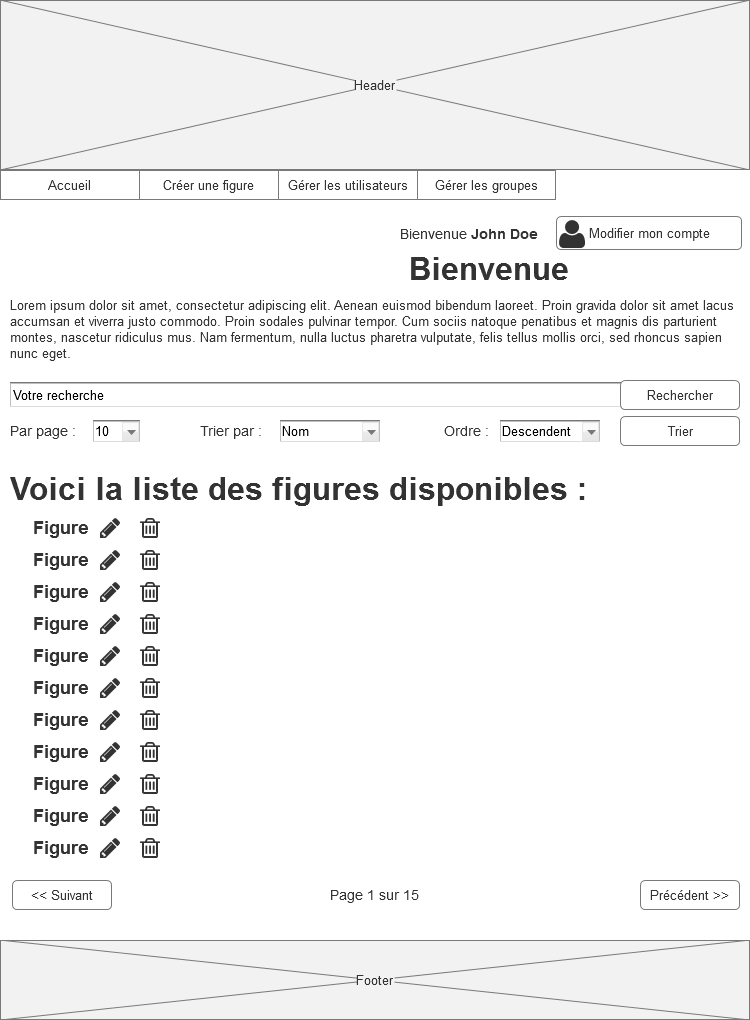 Header
Accueil Créer une figure Gérer les utilisateurs Gérer les groupes
Bienvenue John Doe Modifier mon compte
Bienvenue
Lorem ipsum dolor sit amet, consectetur adipiscing elit. Aenean euismod bibendum laoreet. Proin gravida dolor sit amet lacus
accumsan et viverra justo commodo. Proin sodales pulvinar tempor. Cum sociis natoque penatibus et magnis dis parturient
montes, nascetur ridiculus mus. Nam fermentum, nulla luctus pharetra vulputate, felis tellus mollis orci, sed rhoncus sapien
nunc eget.
Votre recherche Rechercher
Par page : 10 Trier par : Nom Ordre : Descendent Trier
Voici la liste des figures disponibles :
Figure
Figure
Figure
Figure
Figure
Figure
Figure
Figure
Figure
Figure
Figure
<< Suivant Page 1 sur 15 Précédent >>
Footer